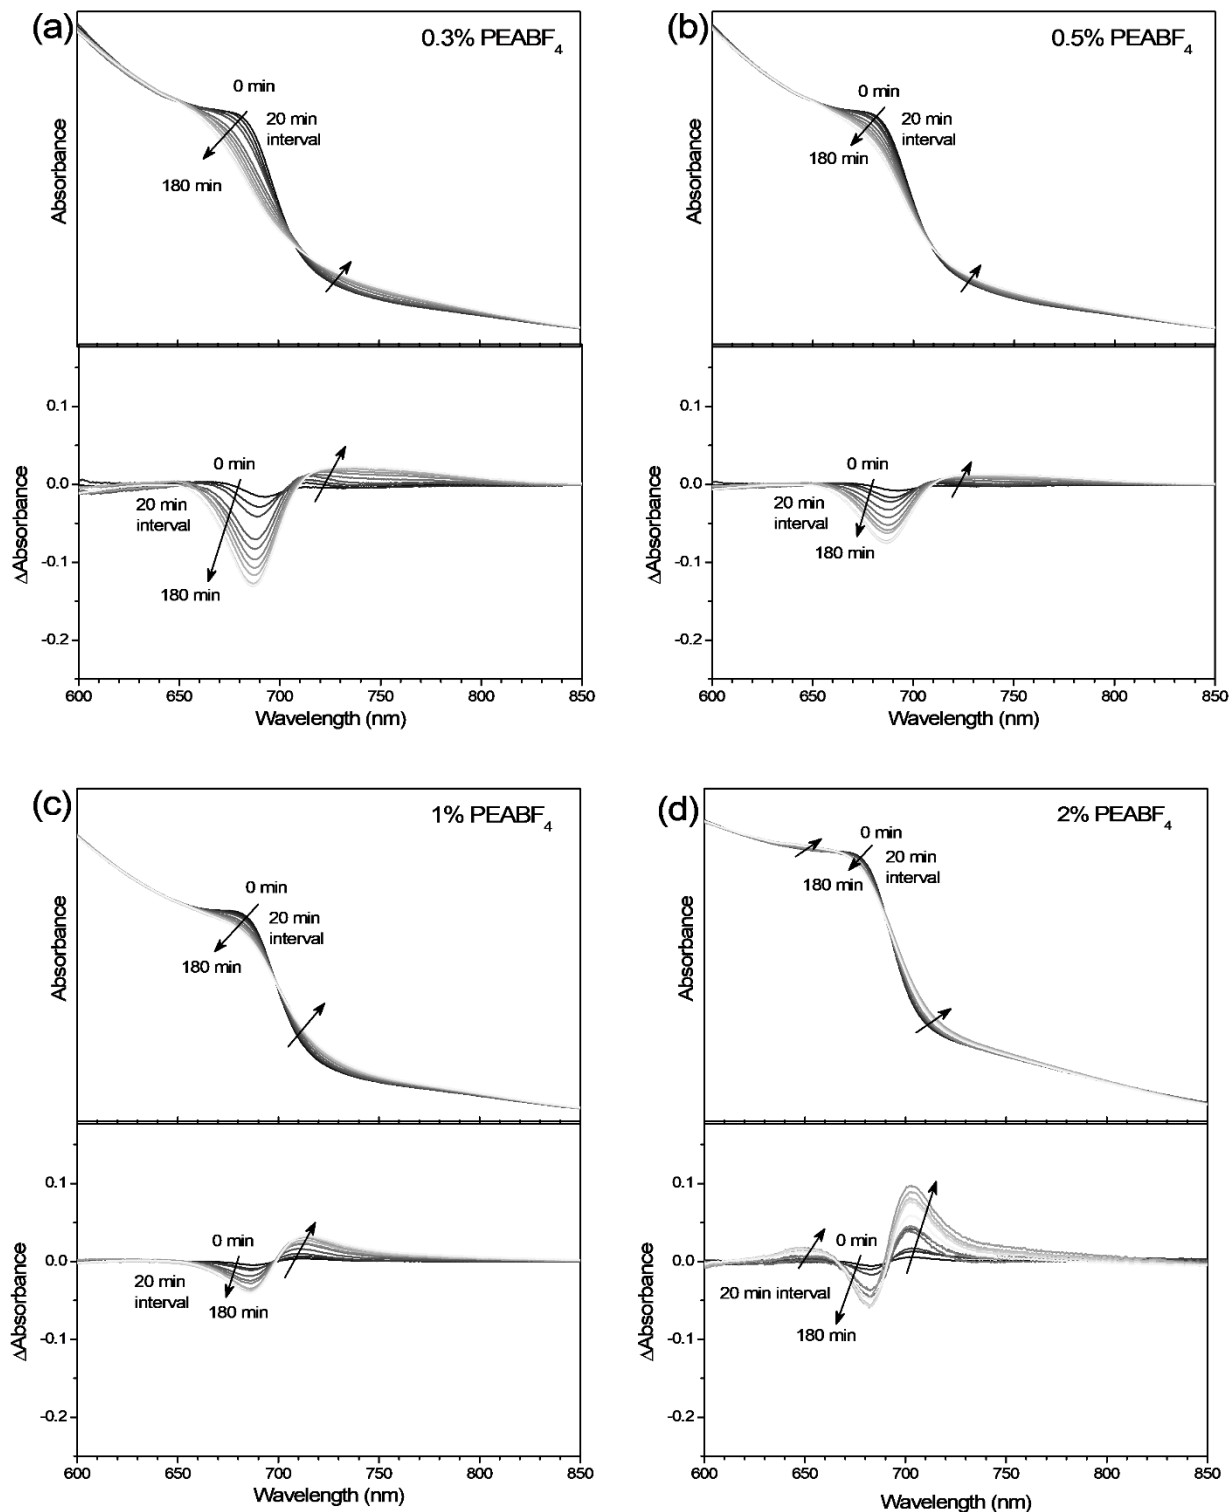 (a)
0.3% PEABF4
Absorbance
0 min
20 min
interval
180 min
0.1
0.0
-0.1
-0.2
ΔAbsorbance
0 min
20 min
interval
180 min
600 650 700 750 800 850
Wavelength (nm)
(b)
0.5% PEABF4
Absorbance
0 min
20 min
interval
180 min
0.1
0.0
-0.1
-0.2
ΔAbsorbance
0 min
20 min
interval
180 min
600 650 700 750 800 850
Wavelength (nm)
(c)
1% PEABF4
Absorbance
0 min
20 min
interval
180 min
0.1
0.0
-0.1
-0.2
ΔAbsorbance
0 min
20 min
interval
180 min
600 650 700 750 800 850
Wavelength (nm)
(d)
2% PEABF4
Absorbance
0 min
20 min
interval
180 min
0.1
0.0
-0.1
-0.2
ΔAbsorbance
0 min
20 min interval
180 min
600 650 700 750 800 850
Wavelength (nm)